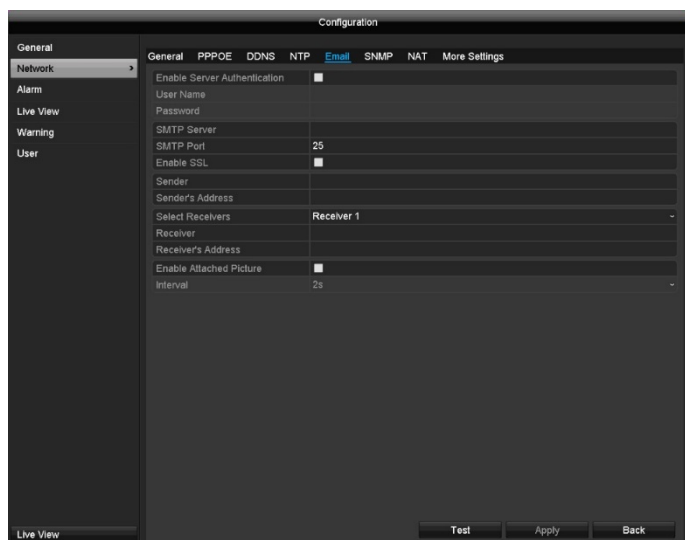 Configuration
General
Network
Alarm
Live View
Warning
User
General PPPOE DDNS NTP Email SNMP NAT More Settings
Enable Server Authentication
User Name
Password
SMTP Server
SMTP Port 25
Enable SSL
Sender
Sender's Address
Select Receivers Receiver 1
Receiver
Receiver's Address
Enable Attached Picture
Interval 2s
Live View
Test Apply Back